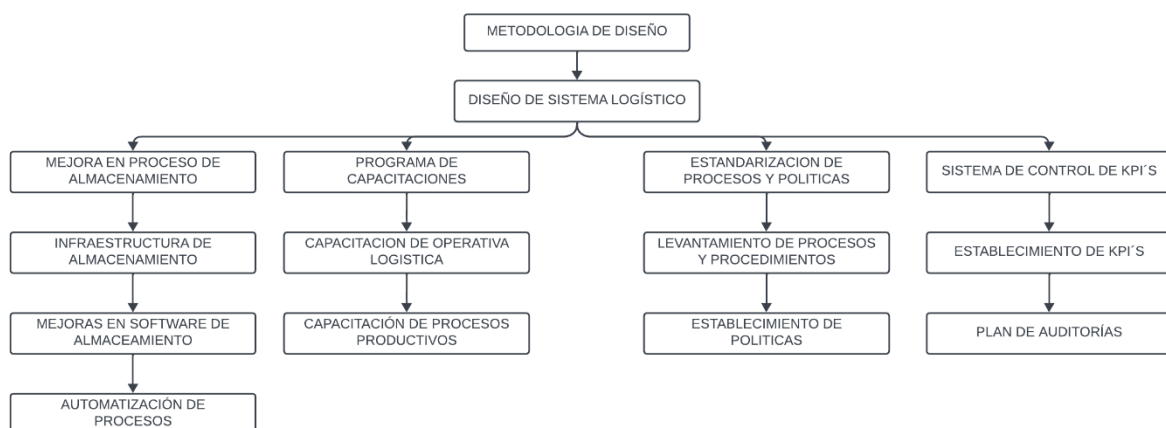 METODOLOGIA DE DISEÑO
DISEÑO DE SISTEMA LOGÍSTICO
MEJORA EN PROCESO DE
ALMACENAMIENTO
INFRAESTRUCTURA DE
ALMACENAMIENTO
MEJORAS EN SOFTWARE DE
ALMACEAMIENTO
AUTOMATIZACIÓN DE
PROCESOS
PROGRAMA DE
CAPACITACIONES
CAPACITACION DE OPERATIVA
LOGISTICA
CAPACITACIÓN DE PROCESOS
PRODUCTIVOS
ESTANDARIZACION DE
PROCESOS Y POLITICAS
LEVANTAMIENTO DE PROCESOS
Y PROCEDIMIENTOS
ESTABLECIMIENTO DE
POLITICAS
SISTEMA DE CONTROL DE KPI´S
ESTABLECIMIENTO DE KPI´S
PLAN DE AUDITORÍAS